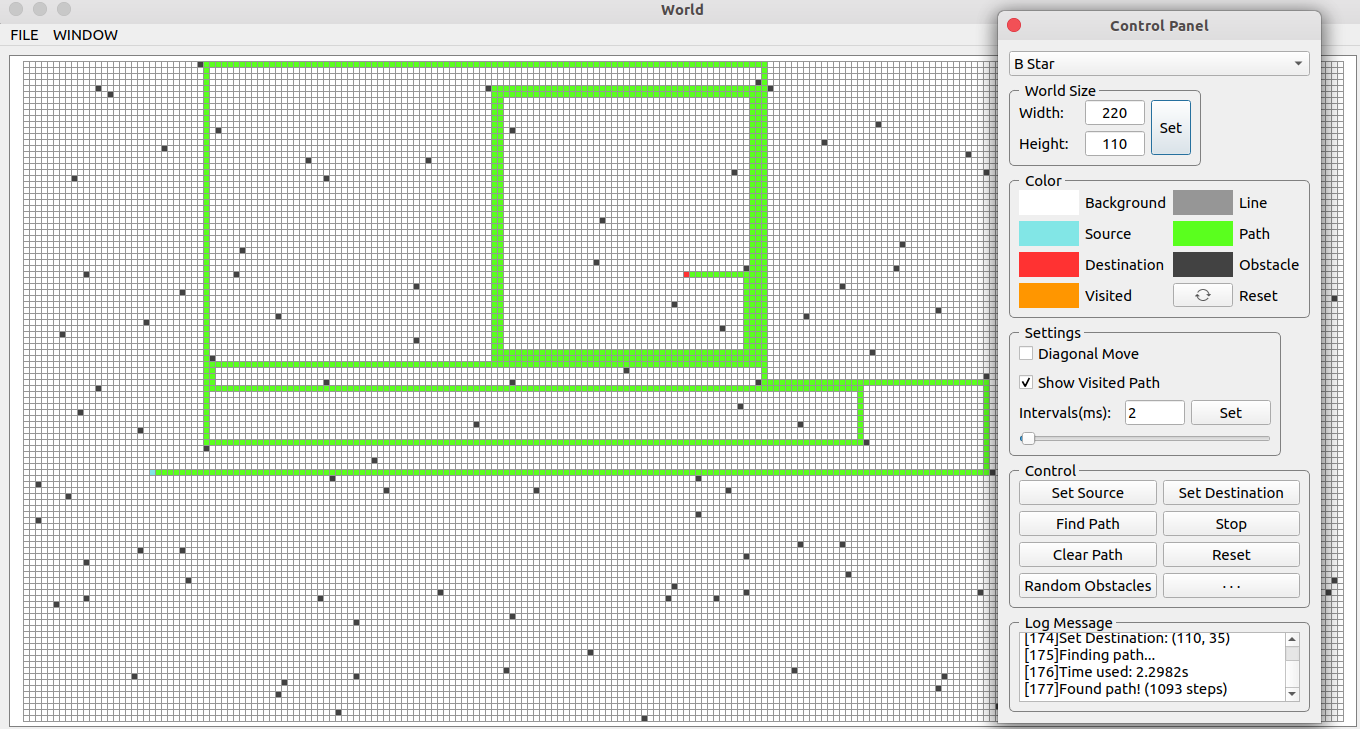 World
FILE WINDOW
Control Panel
B Star
World Size
Width: 220
Set
Height: 110
Color
Background Line
Source Path
Destination Obstacle
Visited Reset
Settings
Diagonal Move
Show Visited Path
Intervals(ms): 2 Set
Control
Set Source Set Destination
Find Path Stop
Clear Path Reset
Random Obstacles ...
Log Message
[174]Set Destination: (110, 35)
[175]Finding path...
[176]Time used: 2.2982s
[177]Found path! (1093 steps)